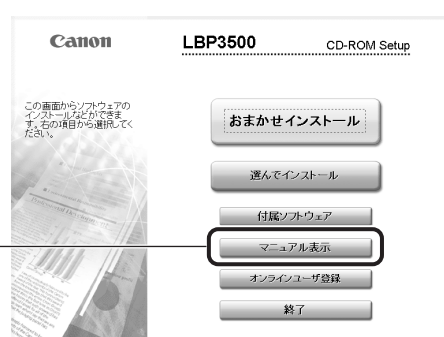 Canon
LBP3500
CD-ROM Setup
この画面からソフトウェアの
インストールなどができま
す。右の項目から選択してく
ださい。
おまかせインストール
選んでインストール
付属ソフトウェア
マニュアル表示
オンラインユーザ登録
終了